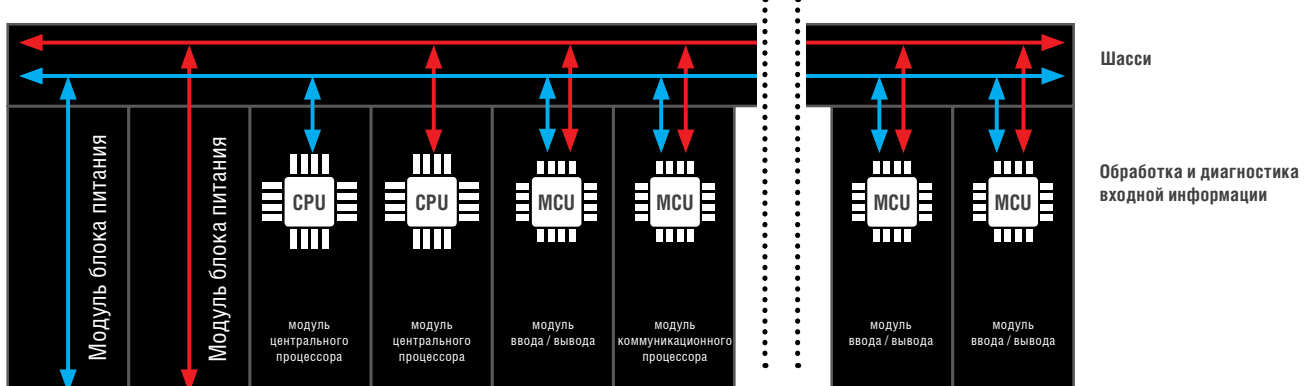 Шасси
Обработка и диагностика
входной информации
Модуль блока питания
Модуль блока питания
CPU
CPU
MCU
MCU
MCU
MCU
модуль
центрального
процессора
модуль
центрального
процессора
модуль
ввода / вывода
модуль
коммуникационного
процессора
модуль
ввода / вывода
модуль
ввода / вывода